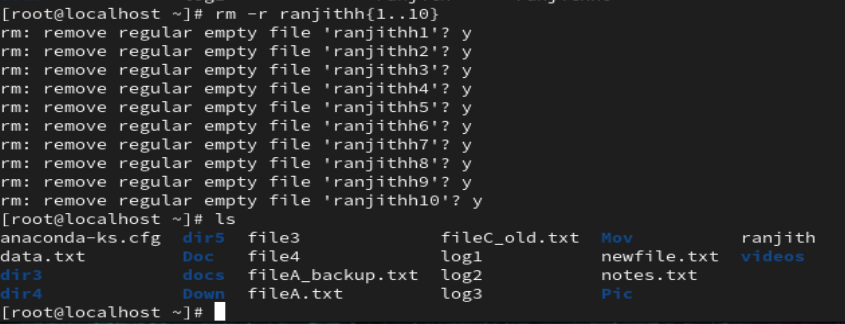 [root@localhost ~]# rm -r ranjithh{1..10}
rm: remove regular empty file 'ranjithh1'? y
rm: remove regular empty file 'ranjithh2'? y
rm: remove regular empty file 'ranjithh3'? y
rm: remove regular empty file 'ranjithh4'? y
rm: remove regular empty file 'ranjithh5'? y
rm: remove regular empty file 'ranjithh6'? y
rm: remove regular empty file 'ranjithh7'? y
rm: remove regular empty file 'ranjithh8'? y
rm: remove regular empty file 'ranjithh9'? y
rm: remove regular empty file 'ranjithh10'? y
[root@localhost ~]# ls
anaconda-ks.cfg dir5 file3 fileC_old.txt Mov ranjith
data.txt Doc file4 log1 newfile.txt videos
dir3 docs fileA_backup.txt log2 notes.txt
dir4 Down fileA.txt log3 Pic
[root@localhost ~]#